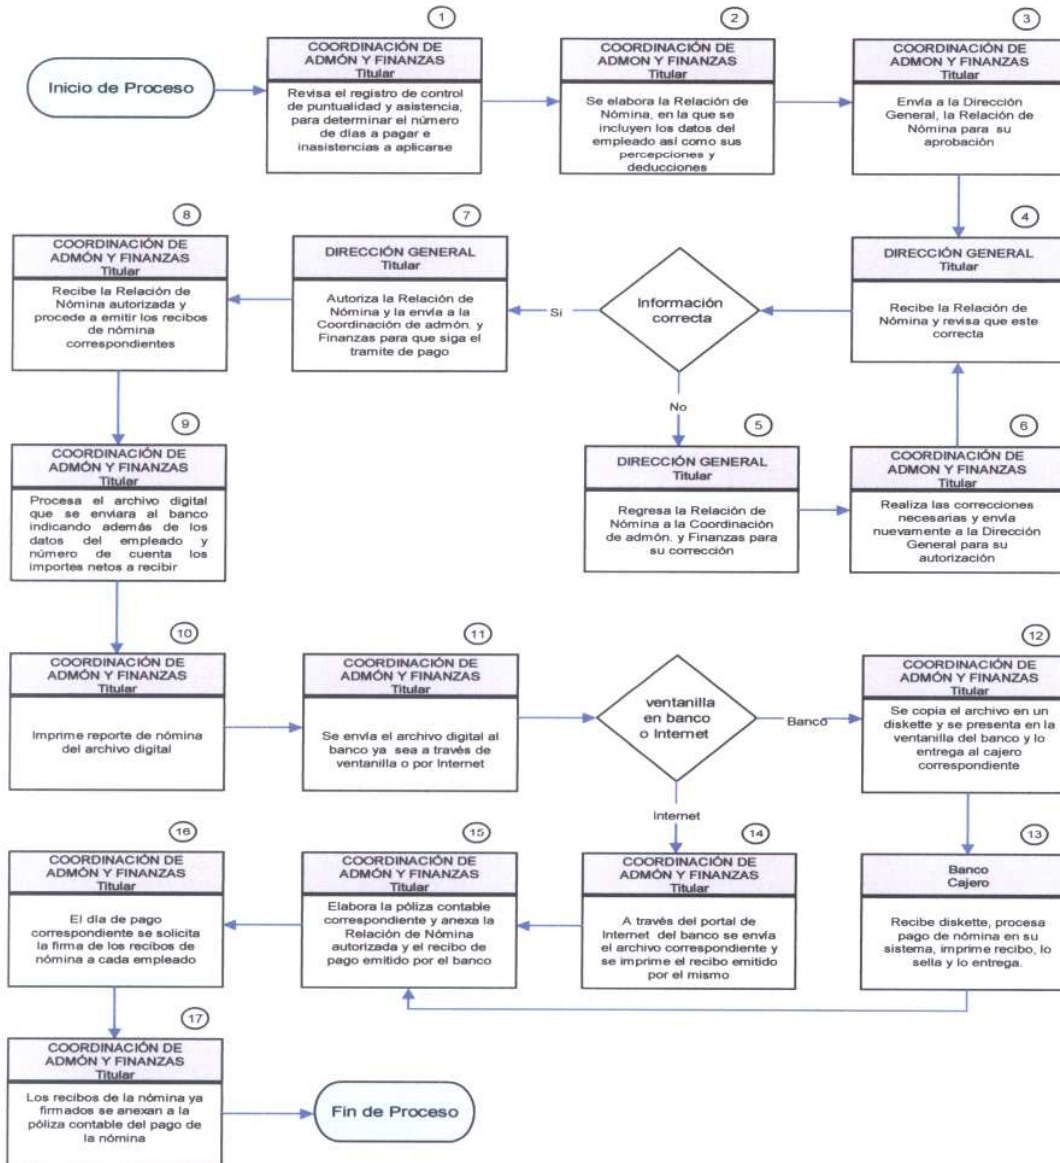 Inicio de Proceso
1
COORDINACIÓN DE
ADMÓN Y FINANZAS
Titular
Revisa el registro de control
de puntualidad y asistencia,
para determinar el número
de días a pagar e
inasistencias a aplicarse
2
COORDINACIÓN DE
ADMON Y FINANZAS
Titular
Se elabora la Relación de
Nómina, en la que se
incluyen los datos del
empleado así como sus
percepciones y
deducciones
3
COORDINACIÓN DE
ADMON Y FINANZAS
Titular
Envía a la Dirección
General, la Relación de
Nómina para su
aprobación
4
DIRECCIÓN GENERAL
Titular
Recibe la Relación de
Nómina y revisa que este
correcta
Información
correcta
Si
No
5
DIRECCIÓN GENERAL
Titular
Regresa la Relación de
Nómina a la Coordinación
de admón. y Finanzas para
su corrección
6
COORDINACIÓN DE
ADMON Y FINANZAS
Titular
Realiza las correcciones
necesarias y envía
nuevamente a la Dirección
General para su
autorización
7
DIRECCIÓN GENERAL
Titular
Autoriza la Relación de
Nómina y la envía a la
Coordinación de admón. y
Finanzas para que siga el
tramite de pago
8
COORDINACIÓN DE
ADMÓN Y FINANZAS
Titular
Recibe la Relación de
Nómina autorizada y
procede a emitir los recibos
de nómina
correspondientes
9
COORDINACIÓN DE
ADMÓN Y FINANZAS
Titular
Procesa el archivo digital
que se enviara al banco
indicando además de los
datos del empleado y
número de cuenta los
importes netos a recibir
10
COORDINACIÓN DE
ADMÓN Y FINANZAS
Titular
Imprime reporte de nómina
del archivo digital
11
COORDINACIÓN DE
ADMÓN Y FINANZAS
Titular
Se envía el archivo digital al
banco ya sea a través de
ventanilla o por Internet
ventanilla
en banco
o Internet
Banco
Internet
12
COORDINACIÓN DE
ADMÓN Y FINANZAS
Titular
Se copia el archivo en un
diskette y se presenta en la
ventanilla del banco y lo
entrega al cajero
correspondiente
13
Banco
Cajero
Recibe diskette, procesa
pago de nómina en su
sistema, imprime recibo, lo
sella y lo entrega.
14
COORDINACIÓN DE
ADMÓN Y FINANZAS
Titular
A través del portal de
Internet del banco se envía
el archivo correspondiente y
se imprime el recibo emitido
por el mismo
15
COORDINACIÓN DE
ADMÓN Y FINANZAS
Titular
Elabora la póliza contable
correspondiente y anexa la
Relación de Nómina
autorizada y el recibo de
pago emitido por el banco
16
COORDINACIÓN DE
ADMÓN Y FINANZAS
Titular
El día de pago
correspondiente se solicita
la firma de los recibos de
nómina a cada empleado
17
COORDINACIÓN DE
ADMÓN Y FINANZAS
Titular
Los recibos de la nómina ya
firmados se anexan a la
póliza contable del pago de
la nómina
Fin de Proceso